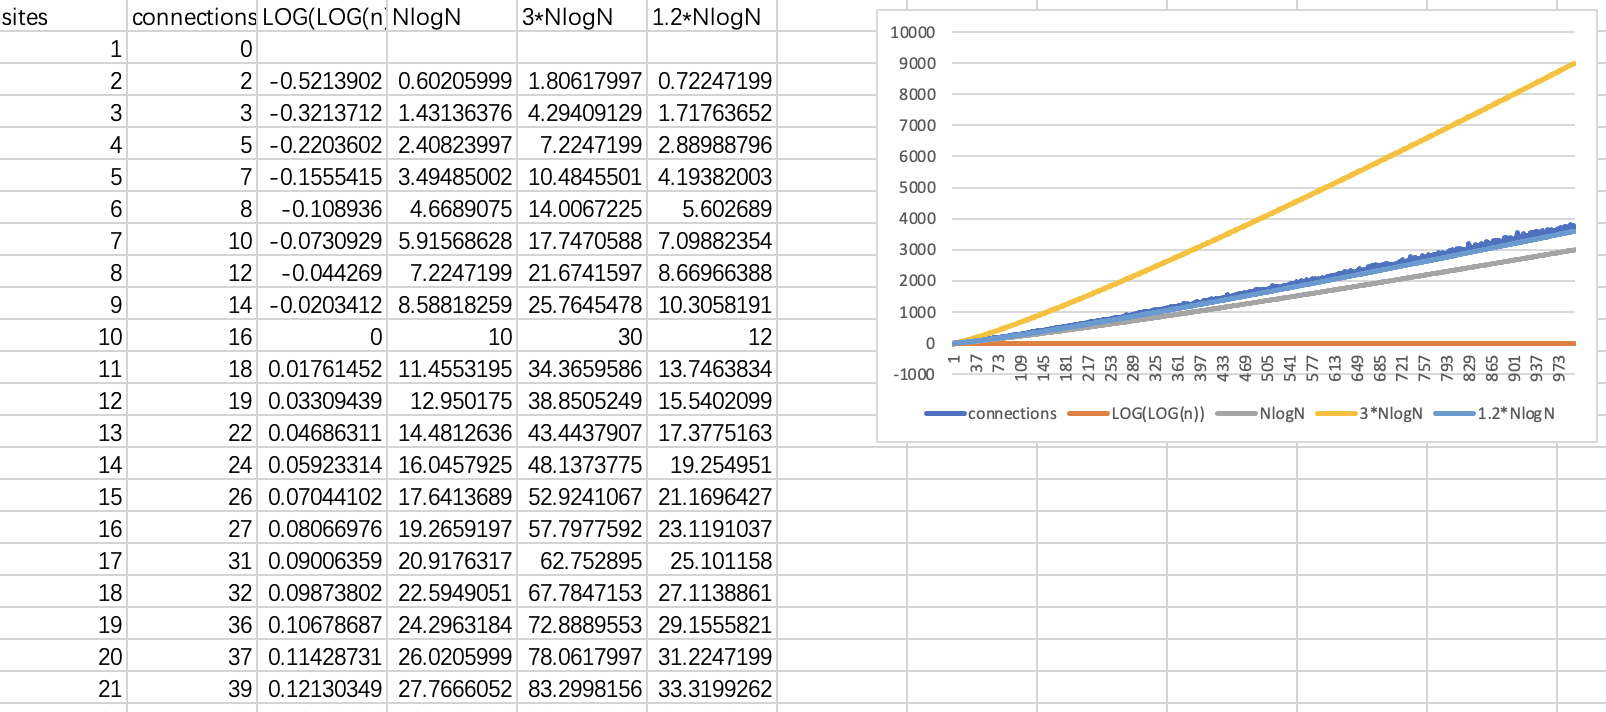 sites connections LOG(LOG(n) NlogN 3*NlogN 1.2*NlogN
1 0
2 2 -0.5213902 0.60205999 1.80617997 0.72247199
3 3 -0.3213712 1.43136376 4.29409129 1.71763652
4 5 -0.2203602 2.40823997 7.2247199 2.88988796
5 7 -0.1555415 3.49485002 10.4845501 4.19382003
6 8 -0.108936 4.6689075 14.0067225 5.602689
7 10 -0.0730929 5.91568628 17.7470588 7.09882354
8 12 -0.044269 7.2247199 21.6741597 8.66966388
9 14 -0.0203412 8.58818259 25.7645478 10.3058191
10 16 0 10 30 12
11 18 0.01761452 11.4553195 34.3659586 13.7463834
12 19 0.03309439 12.950175 38.8505249 15.5402099
13 22 0.04686311 14.4812636 43.4437907 17.3775163
14 24 0.05923314 16.0457925 48.1373775 19.254951
15 26 0.07044102 17.6413689 52.9241067 21.1696427
16 27 0.08066976 19.2659197 57.7977592 23.1191037
17 31 0.09006359 20.9176317 62.752895 25.101158
18 32 0.09873802 22.5949051 67.7847153 27.1138861
19 36 0.10678687 24.2963184 72.8889553 29.1555821
20 37 0.11428731 26.0205999 78.0617997 31.2247199
21 39 0.12130349 27.7666052 83.2998156 33.3199262
10000
9000
8000
7000
6000
5000
4000
3000
2000
1000
0
-1000
1 37 73 109 145 181 217 253 289 325 361 397 433 469 505 541 577 613 649 685 721 757 793 829 865 901 937 973
connections LOG(LOG(n)) NlogN 3*NlogN 1.2*NlogN